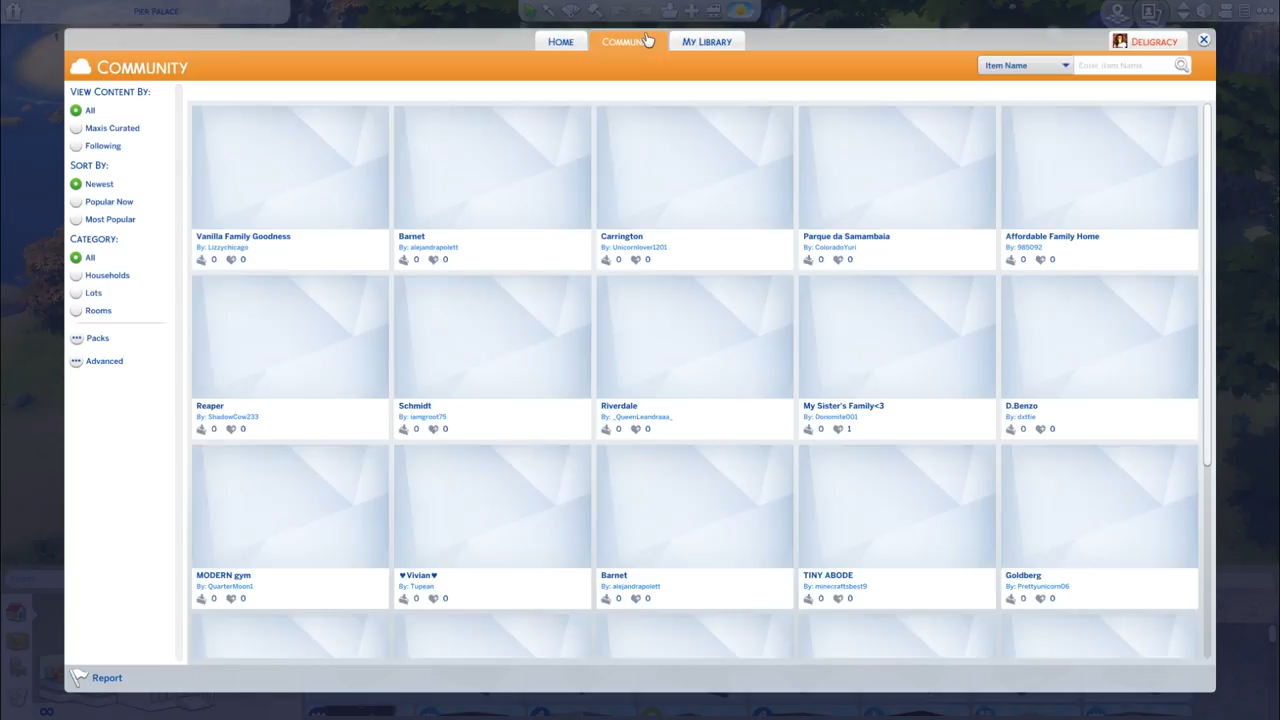 PIER PALACE
HOME
COMMUNI
MY LIBRARY
DELIGRACY
COMMUNITY
Item Name
Enter Item Name
VIEW CONTENT BY:
All
Maxis Curated
Following
SORT BY:
Newest
Popular Now
Most Popular
CATEGORY:
All
Households
Lots
Rooms
Packs
Advanced
Vanilla Family Goodness
By: Lizzychicago
0 0
Barnet
By: alejandrapolett
0 0
Carrington
By: Unicornlover1201
0 0
Parque da Samambaia
By: ColoradoYuri
0 0
Affordable Family Home
By: 985092
0 0
Reaper
By: ShadowCow233
0 0
Schmidt
By: iamgroot75
0 0
Riverdale
By: _QueenLeandraaa_
0 0
My Sister's Family<3
By: Donomite001
0 1
D.Benzo
By: dxttie
0 0
MODERN gym
By: QuarterMoon1
0 0
♥Vivian♥
By: Tupean
0 0
Barnet
By: alejandrapolett
0 0
TINY ABODE
By: minecraftsbest9
0 0
Goldberg
By: Prettyunicorn06
0 0
Report